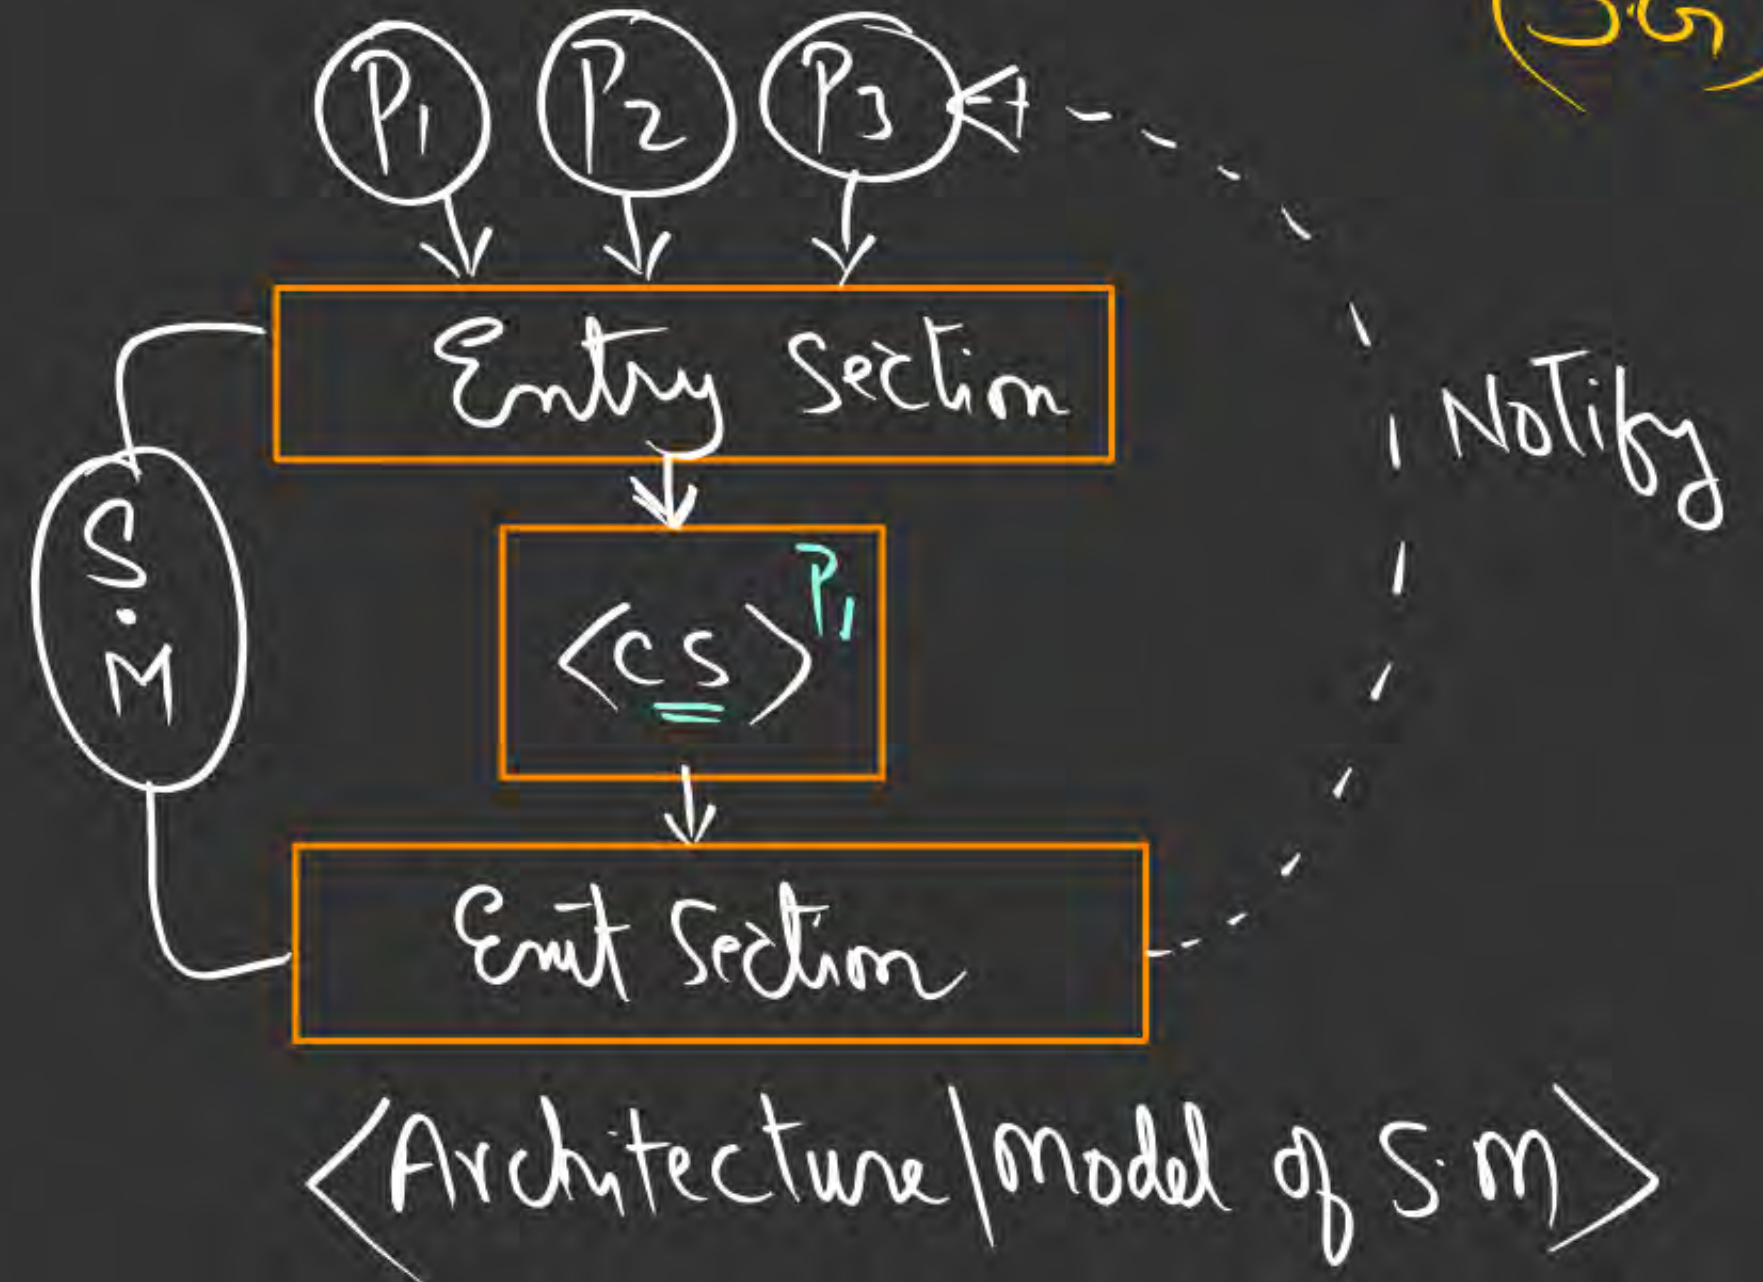 P1 P2 P3
Entry Section
Notify
S.M
<CS> P1
Exit Section
<Architecture/Model of S.M>